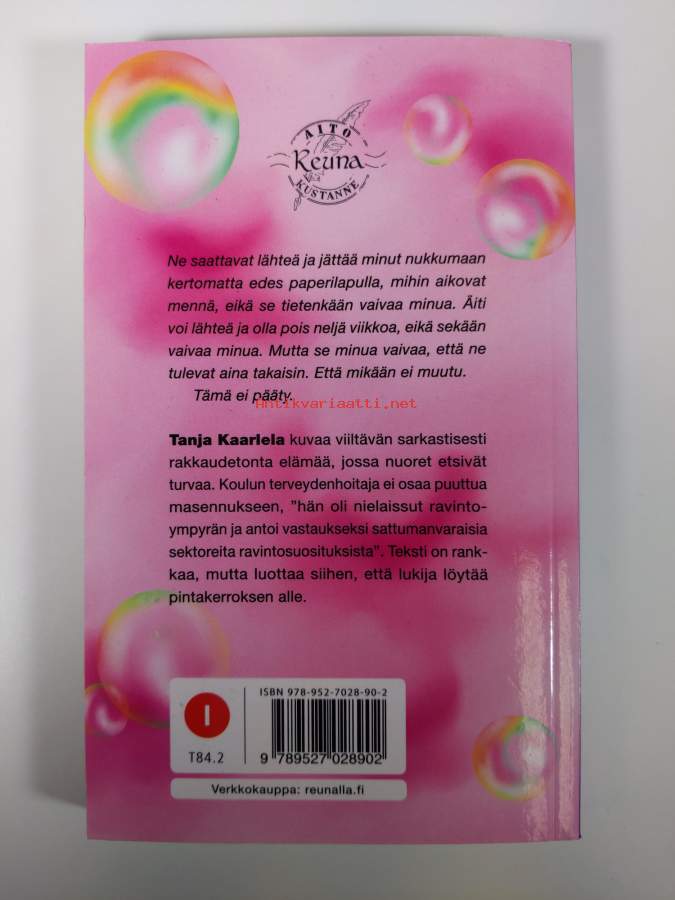 AITO
Reuna
KUSTANNE
Ne saattavat lähteä ja jättää minut nukkumaan
kertomatta edes paperilapulla, mihin aikovat
mennä, eikä se tietenkään vaivaa minua. Äiti
voi lähteä ja olla pois neljä viikkoa, eikä sekään
vaivaa minua. Mutta se minua vaivaa, että ne
tulevat aina takaisin. Että mikään ei muutu.
Tämä ei pääty.
Antikvariaatti.net
Tanja Kaarlela kuvaa viiltävän sarkastisesti
rakkaudetonta elämää, jossa nuoret etsivät
turvaa. Koulun terveydenhoitaja ei osaa puuttua
masennukseen, ”hän oli nielaissut ravinto-
ympyrän ja antoi vastaukseksi sattumanvaraisia
sektoreita ravintosuosituksista”. Teksti on rank-
kaa, mutta luottaa siihen, että lukija löytää
pintakerroksen alle.
ISBN 978-952-7028-90-2
I
T84.2
9 789527 028902
Verkkokauppa: reunalla.fi